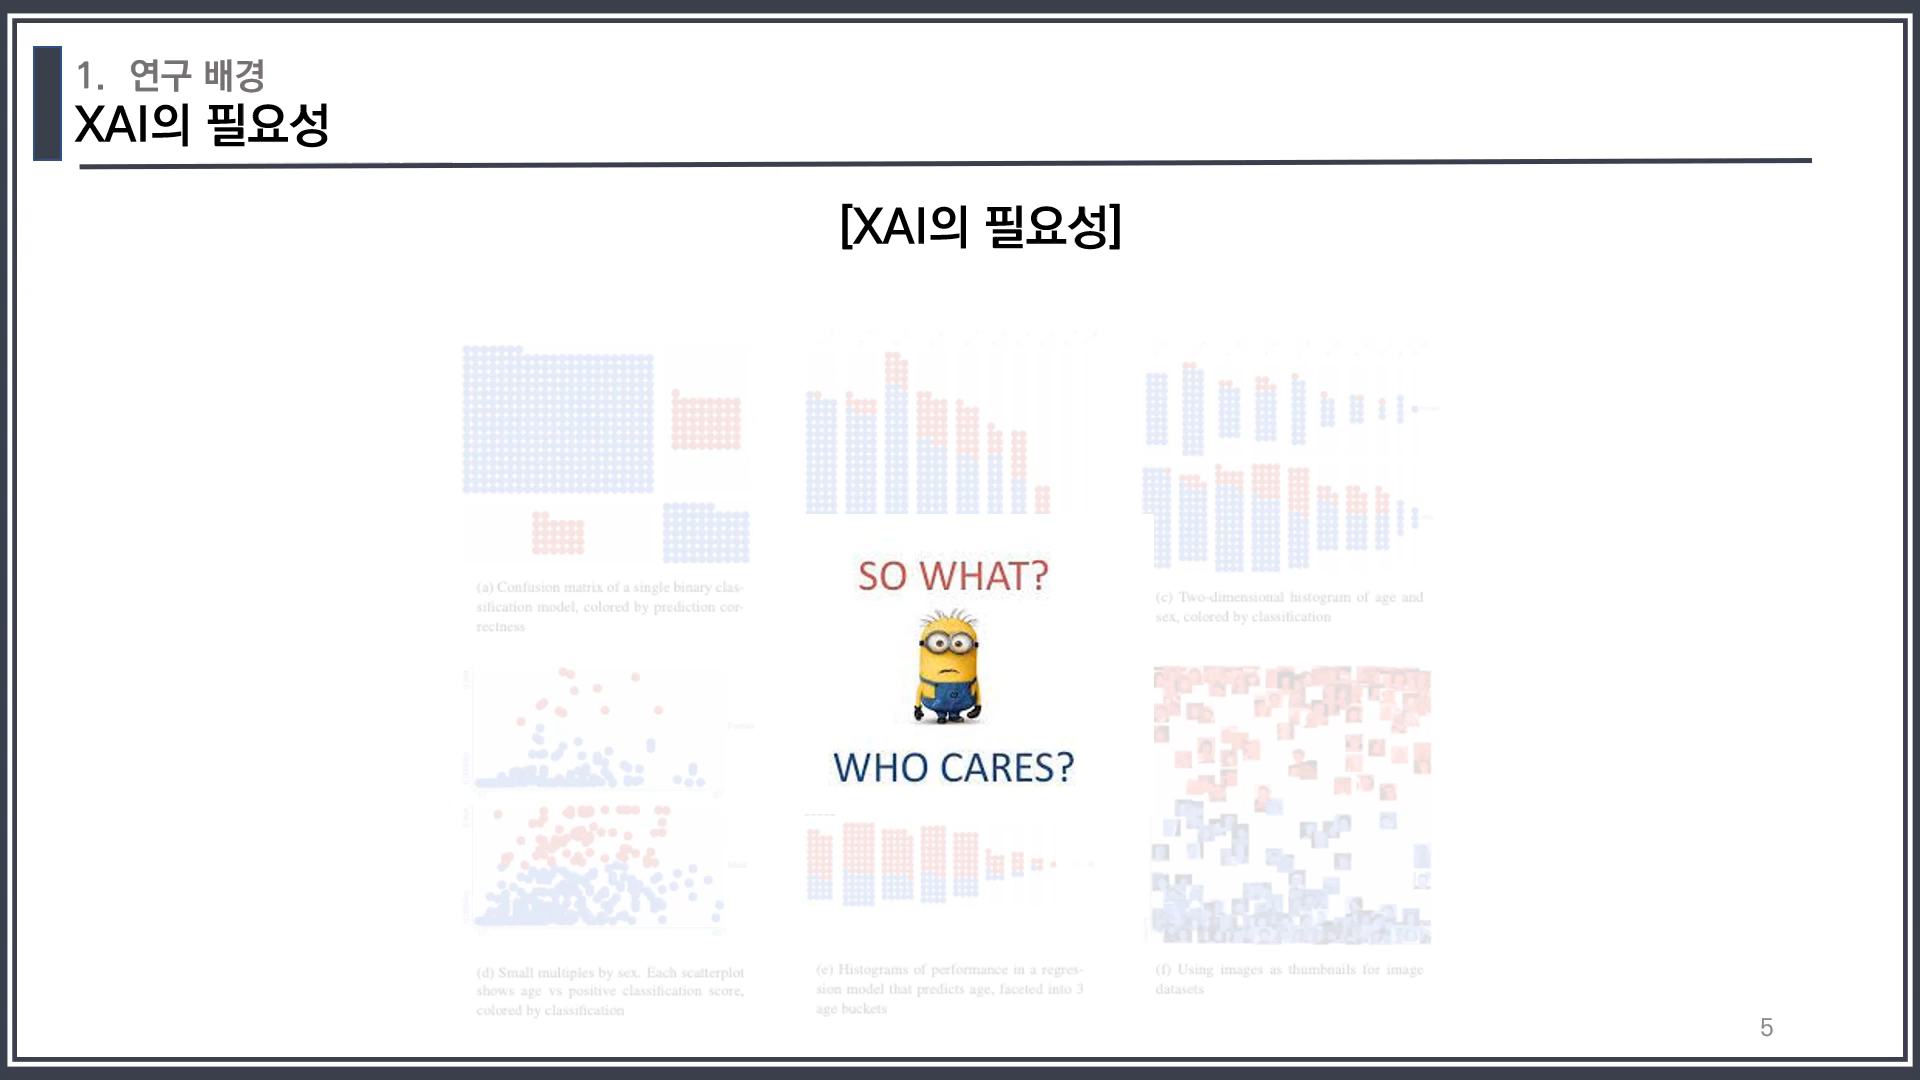 1. 연구 배경
XAI의 필요성
[XAI의 필요성]
(a) Confusion matrix of a single binary clas-
sification model, colored by prediction cor-
rectness
SO WHAT?
WHO CARES?
(c) Two-dimensional histogram of age and
sex, colored by classification
(d) Small multiples by sex. Each scatterplot
shows age vs positive classification score,
colored by classification
(e) Histograms of performance in a regres-
sion model that predicts age, faceted into 3
age buckets
(f) Using images as thumbnails for image
datasets
5